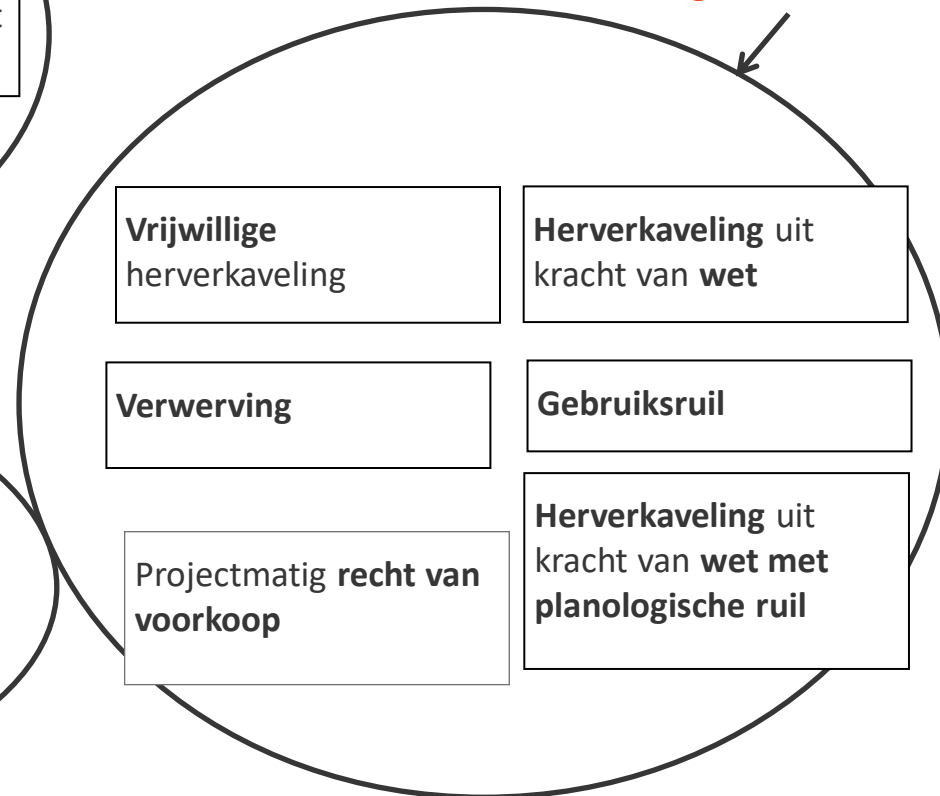 Vrijwillige
herverkaveling
Herverkaveling uit
kracht van wet
Verwerving
Gebruiksruil
Projectmatig recht van
voorkoop
Herverkaveling uit
kracht van wet met
planologische ruil